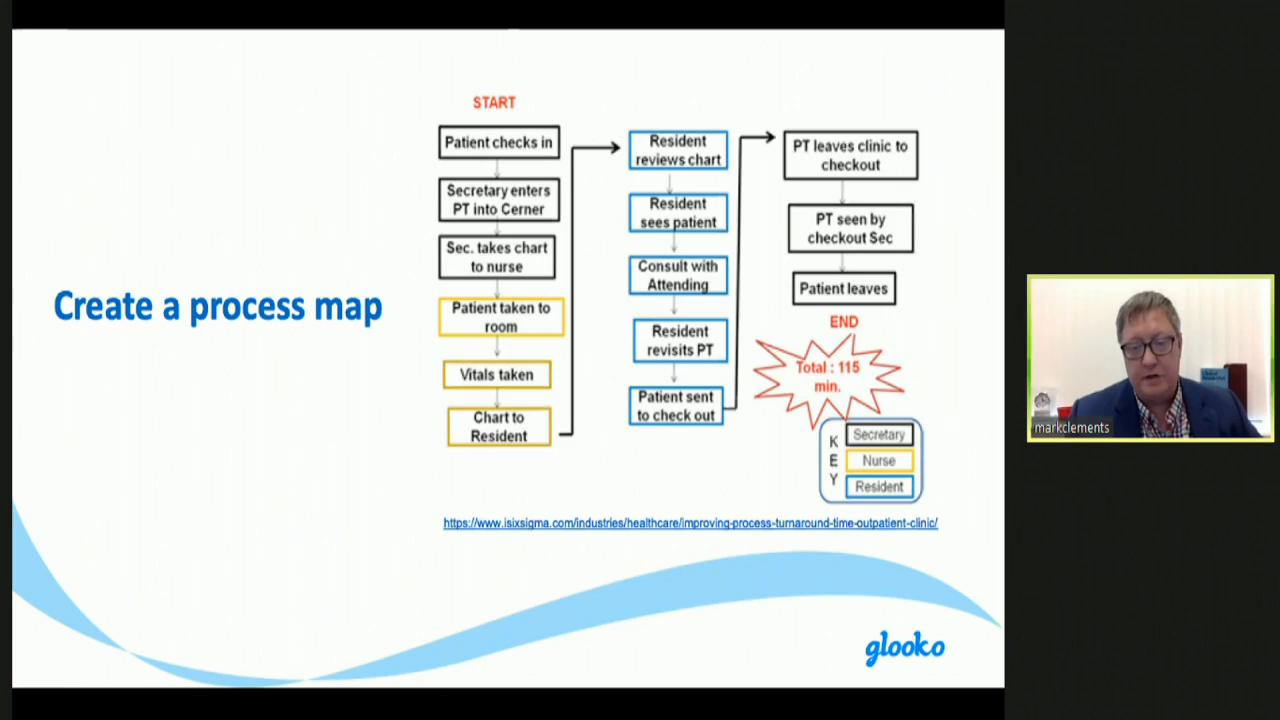 Create a process map
START
Patient checks in
Secretary enters
PT into Cerner
Sec. takes chart
to nurse
Patient taken to
room
Vitals taken
Chart to
Resident
Resident
reviews chart
Resident
sees patient
Consult with
Attending
Resident
revisits PT
Patient sent
to check out
PT leaves clinic to
checkout
PT seen by
checkout Sec
Patient leaves
END
Total : 115
min.
K
E
Y
Secretary
Nurse
Resident
https://www.isixsigma.com/industries/healthcare/improving-process-turnaround-time-outpatient-clinic/
glooko
markclements